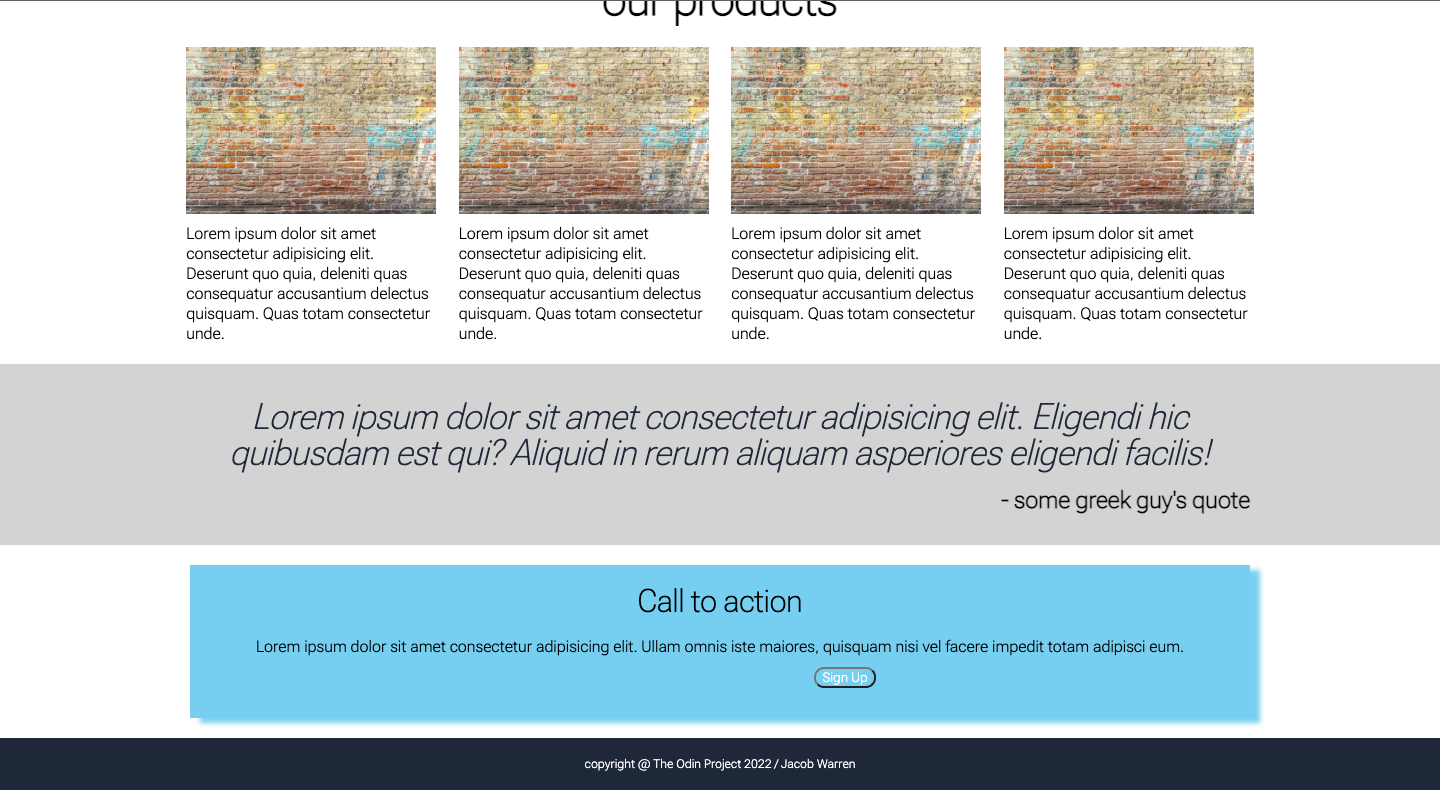 our products
Lorem ipsum dolor sit amet
consectetur adipisicing elit.
Deserunt quo quia, deleniti quas
consequatur accusantium delectus
quisquam. Quas totam consectetur
unde.
Lorem ipsum dolor sit amet
consectetur adipisicing elit.
Deserunt quo quia, deleniti quas
consequatur accusantium delectus
quisquam. Quas totam consectetur
unde.
Lorem ipsum dolor sit amet
consectetur adipisicing elit.
Deserunt quo quia, deleniti quas
consequatur accusantium delectus
quisquam. Quas totam consectetur
unde.
Lorem ipsum dolor sit amet
consectetur adipisicing elit.
Deserunt quo quia, deleniti quas
consequatur accusantium delectus
quisquam. Quas totam consectetur
unde.
Lorem ipsum dolor sit amet consectetur adipisicing elit. Eligendi hic
quibusdam est qui? Aliquid in rerum aliquam asperiores eligendi facilis!
- some greek guy's quote
Call to action
Lorem ipsum dolor sit amet consectetur adipisicing elit. Ullam omnis iste maiores, quisquam nisi vel facere impedit totam adipisci eum.
Sign Up
copyright @ The Odin Project 2022 / Jacob Warren